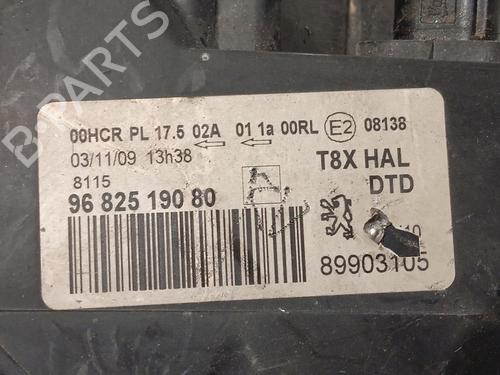 B-PARTS
00HCR PL 17.5 02A 01 1a 00RL E2 08138
03/11/09 13h38
8115
96 825 190 80
T8X HAL
DTD
89903105